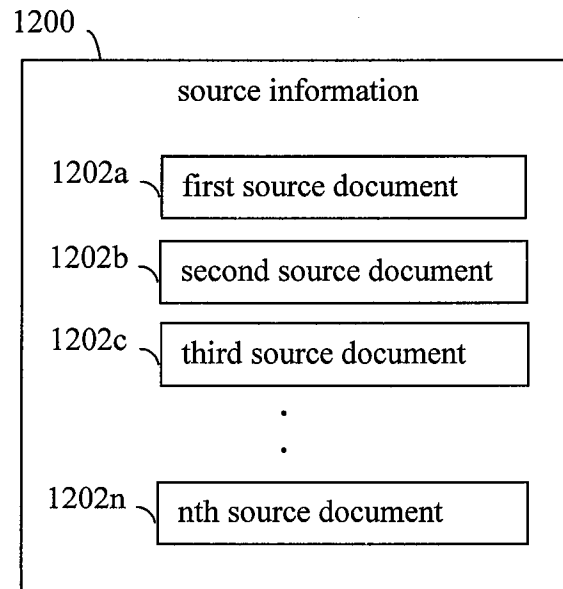 1200
source information
1202a
first source document
1202b
second source document
1202c
third source document
.
.
1202n
nth source document